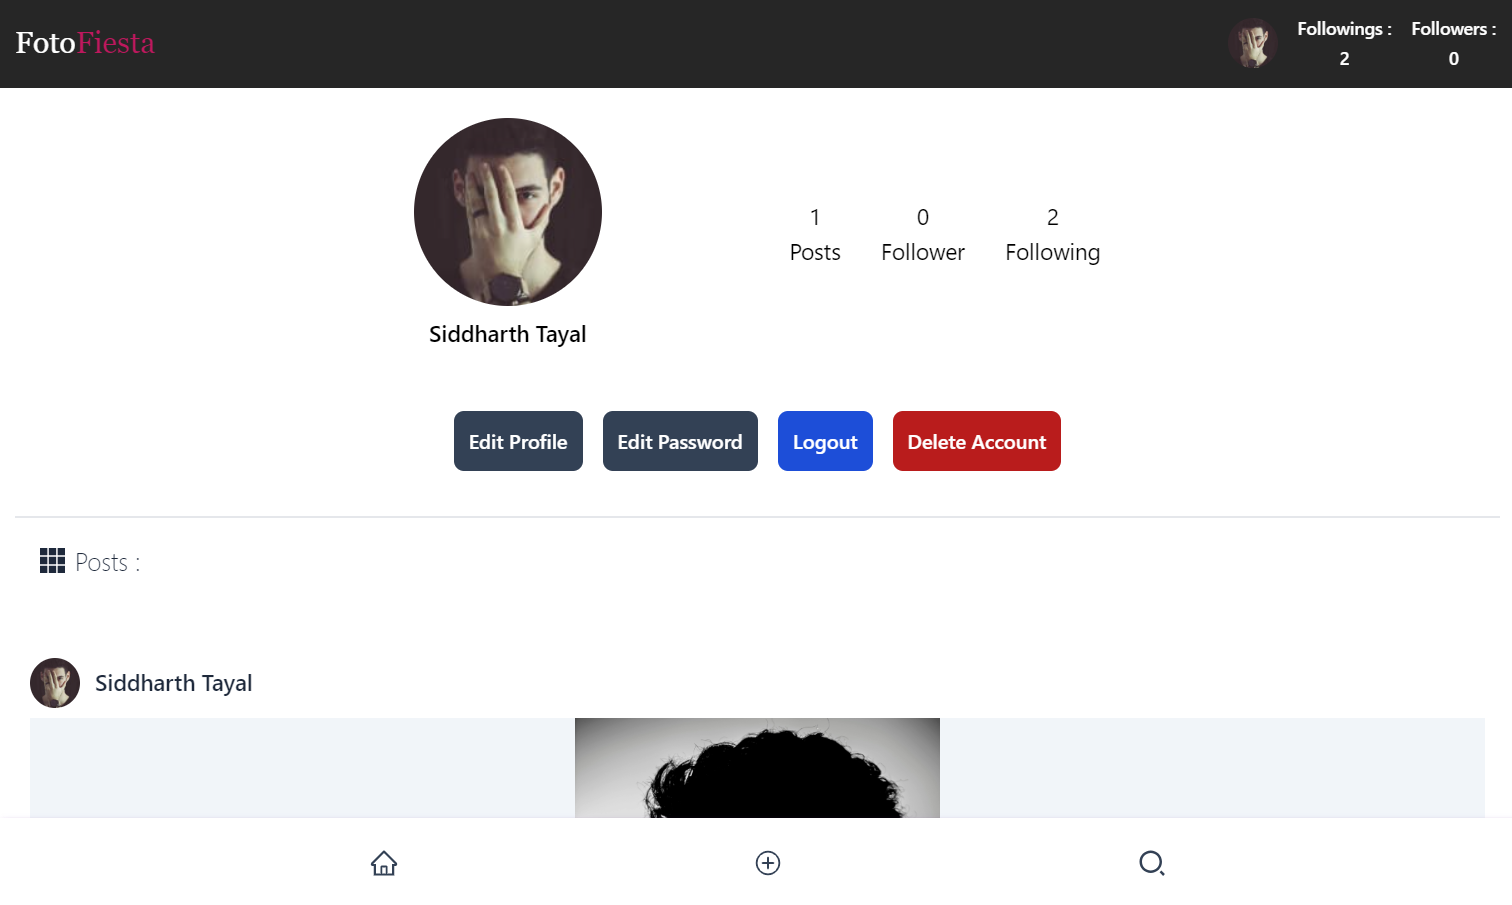 FotoFiesta
Followings :
2
Followers :
0
1
Posts
0
Follower
2
Following
Siddharth Tayal
Edit Profile
Edit Password
Logout
Delete Account
Posts :
Siddharth Tayal